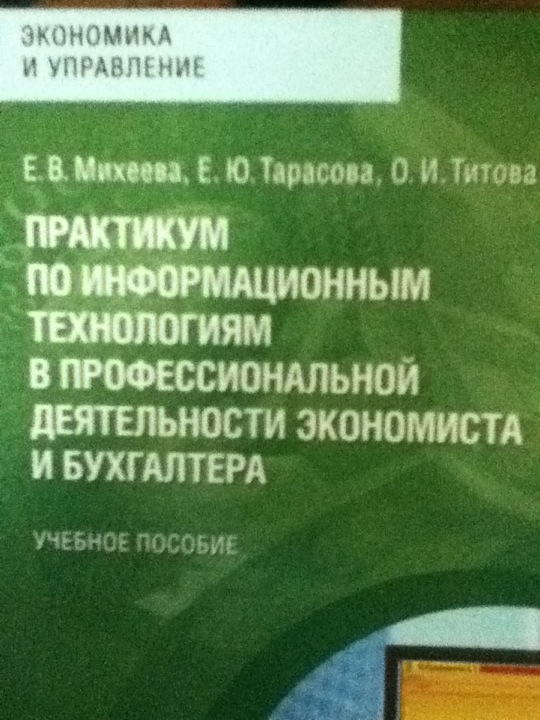 ЭКОНОМИКА
И УПРАВЛЕНИЕ
Е. В. Михеева, Е. Ю. Тарасова, О. И. Титова
ПРАКТИКУМ
ПО ИНФОРМАЦИОННЫМ
ТЕХНОЛОГИЯМ
В ПРОФЕССИОНАЛЬНОЙ
ДЕЯТЕЛЬНОСТИ ЭКОНОМИСТА
И БУХГАЛТЕРА
УЧЕБНОЕ ПОСОБИЕ